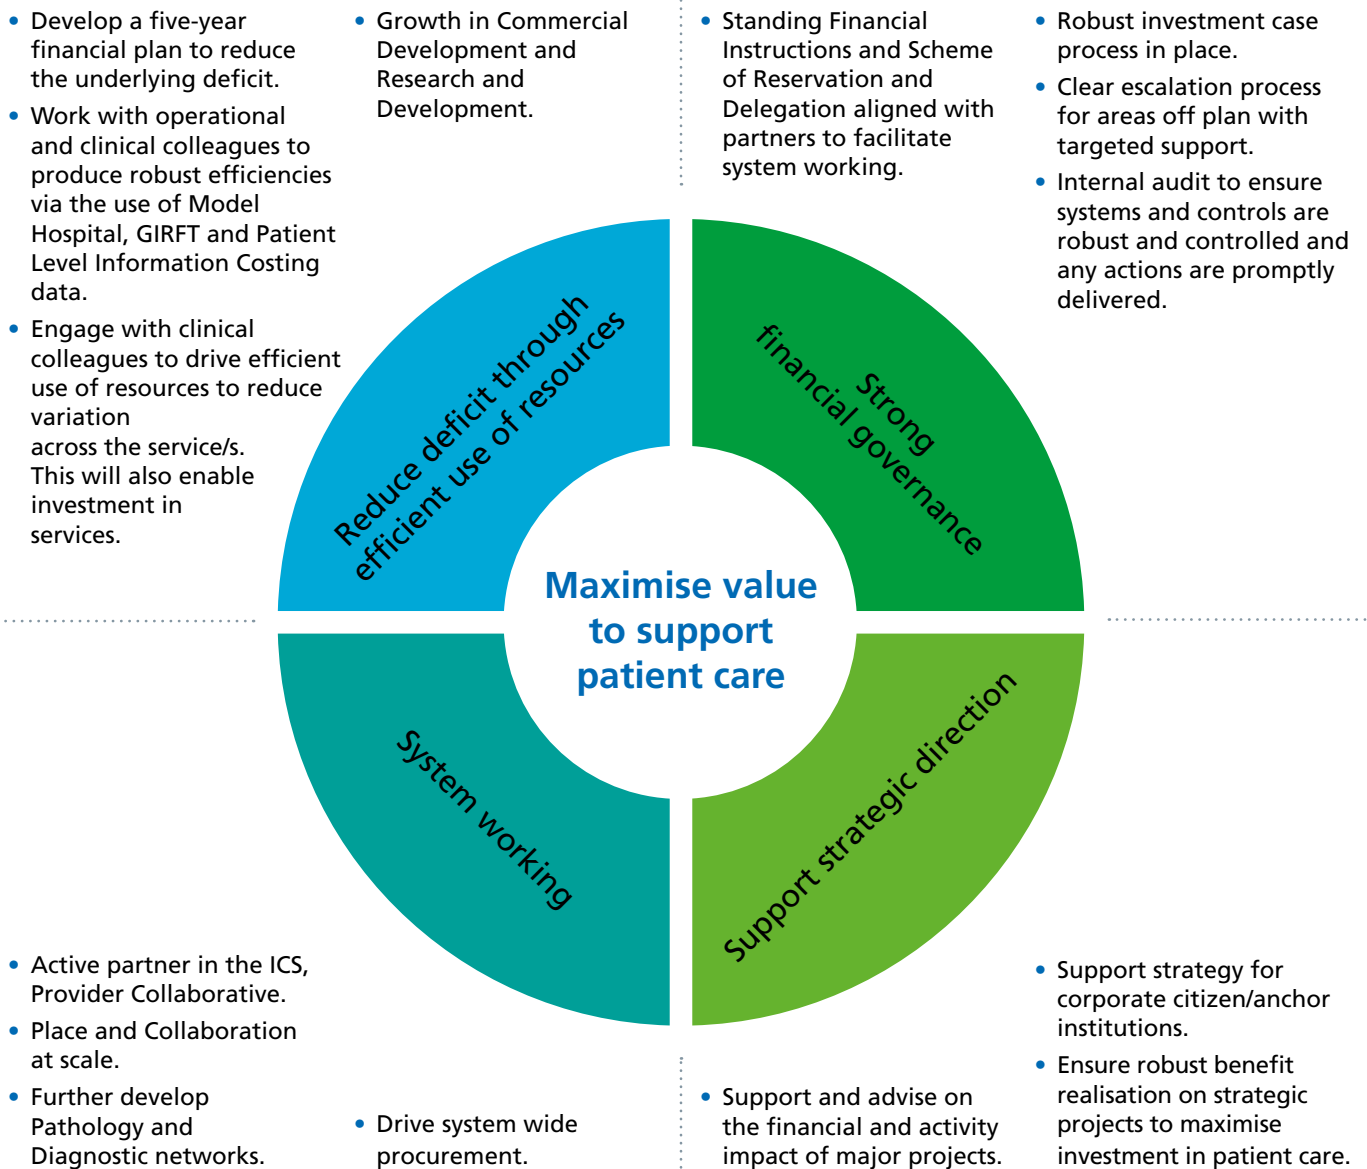 • Develop a five-year
financial plan to reduce
the underlying deficit.
• Work with operational
and clinical colleagues to
produce robust efficiencies
via the use of Model
Hospital, GIRFT and Patient
Level Information Costing
data.
• Engage with clinical
colleagues to drive efficient
use of resources to reduce
variation
across the service/s.
This will also enable
investment in
services.
• Growth in Commercial
Development and
Research and
Development.
• Standing Financial
Instructions and Scheme
of Reservation and
Delegation aligned with
partners to facilitate
system working.
• Robust investment case
process in place.
• Clear escalation process
for areas off plan with
targeted support.
• Internal audit to ensure
systems and controls are
robust and controlled and
any actions are promptly
delivered.
Reduce deficit through
efficient use of resources
Strong
financial governance
Maximise value
to support
patient care
System working
Support strategic direction
• Active partner in the ICS,
Provider Collaborative.
• Place and Collaboration
at scale.
• Further develop
Pathology and
Diagnostic networks.
• Drive system wide
procurement.
• Support and advise on
the financial and activity
impact of major projects.
• Support strategy for
corporate citizen/anchor
institutions.
• Ensure robust benefit
realisation on strategic
projects to maximise
investment in patient care.